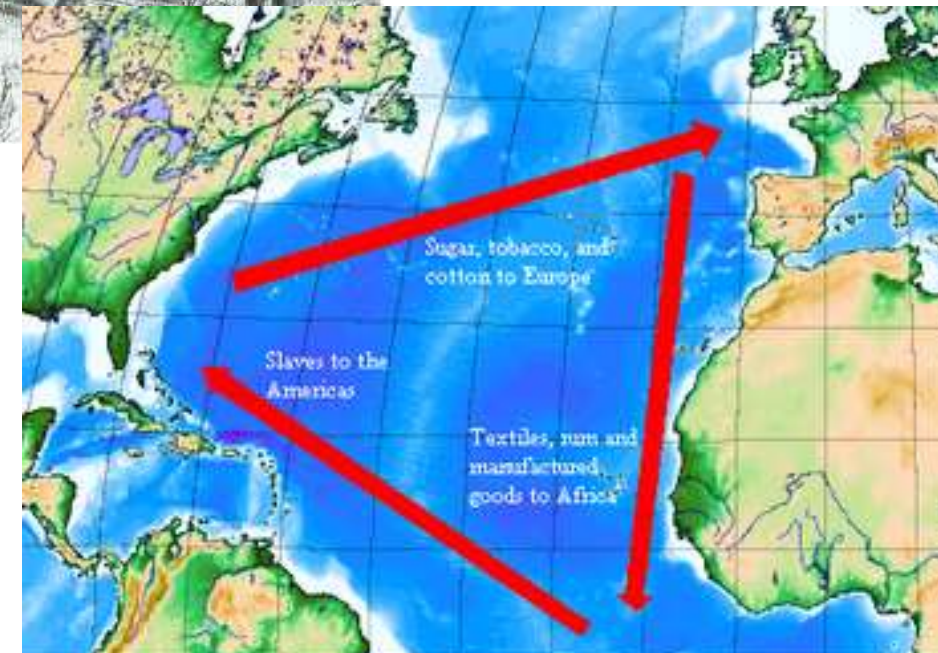 Sugar, tobacco, and
cotton to Europe
Slaves to the
Americas
Textiles, rum and
manufactured
goods to Africa